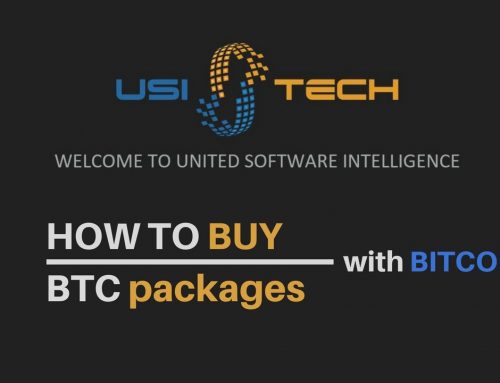 USI TECH
WELCOME TO UNITED SOFTWARE INTELLIGENCE
HOW TO BUY
BTC packages
with BITCO